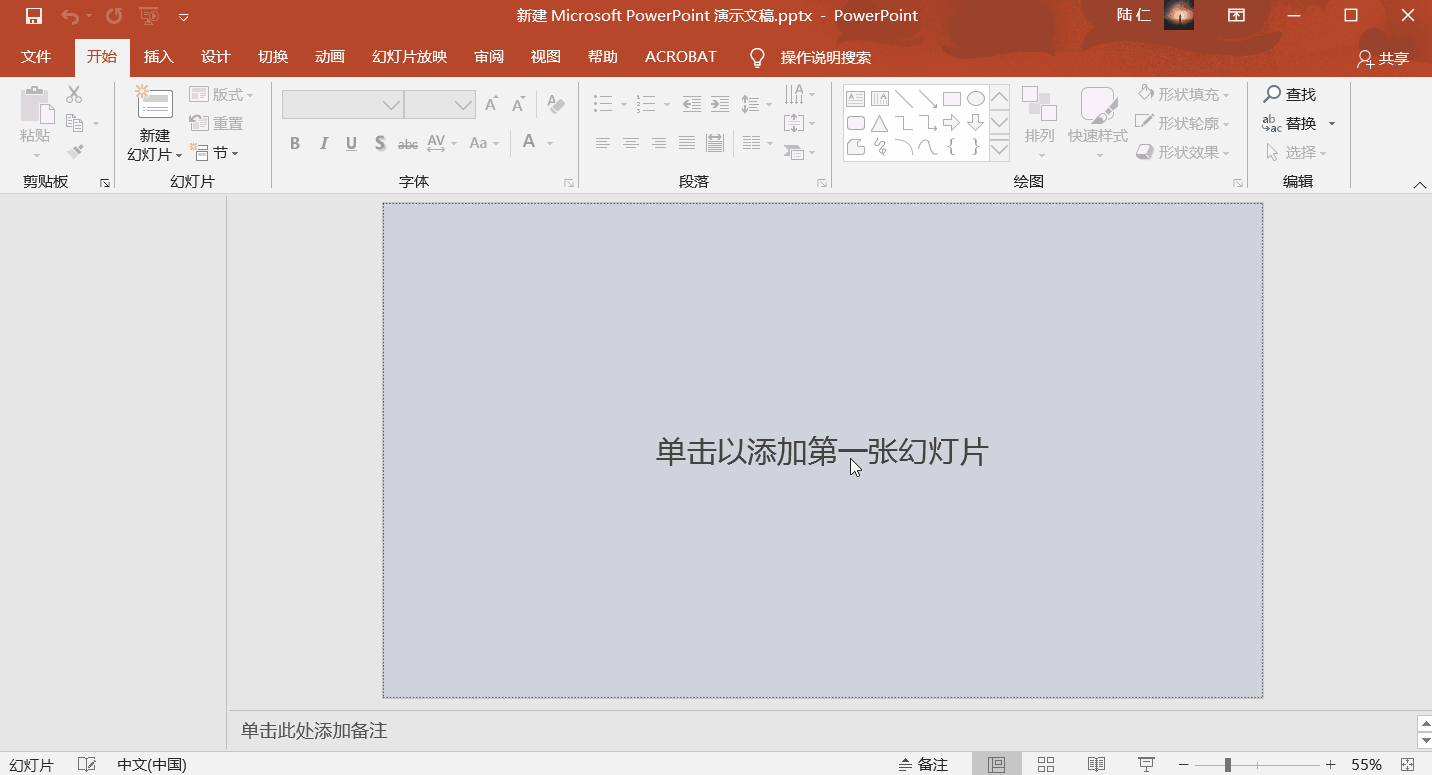 新建 Microsoft PowerPoint 演示文稿.pptx - PowerPoint 陆 仁
文件 开始 插入 设计 切换 动画 幻灯片放映 审阅 视图 帮助 ACROBAT 操作说明搜索 共享
粘贴
剪贴板
新建
幻灯片
版式
重置
节
幻灯片
A A A
B I U S abc AV Aa A
字体
段落
排列
快速样式
形状填充
形状轮廓
形状效果
绘图
查找
替换
选择
编辑
单击以添加第一张幻灯片
单击此处添加备注
幻灯片 中文(中国) 备注 55%